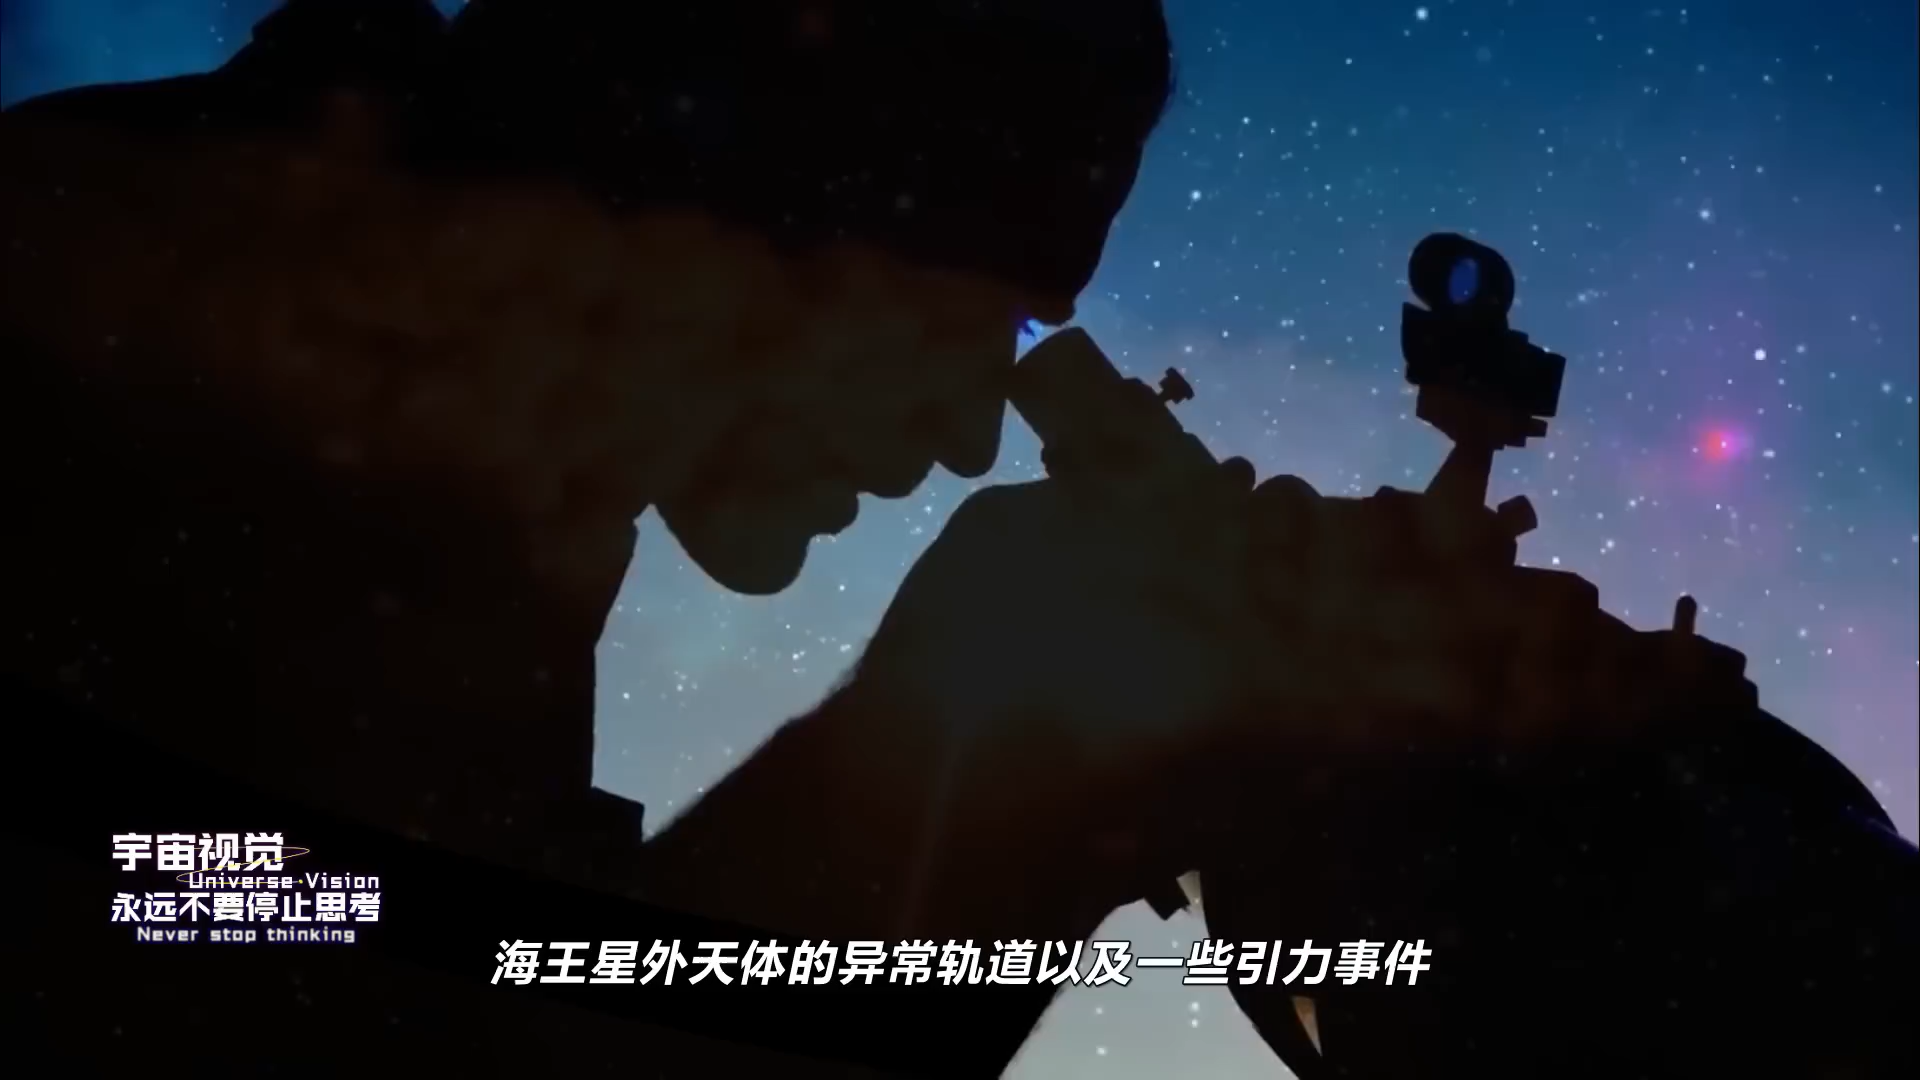 宇宙视觉
Universe·Vision
永远不要停止思考
Never stop thinking
海王星外天体的异常轨道以及一些引力事件